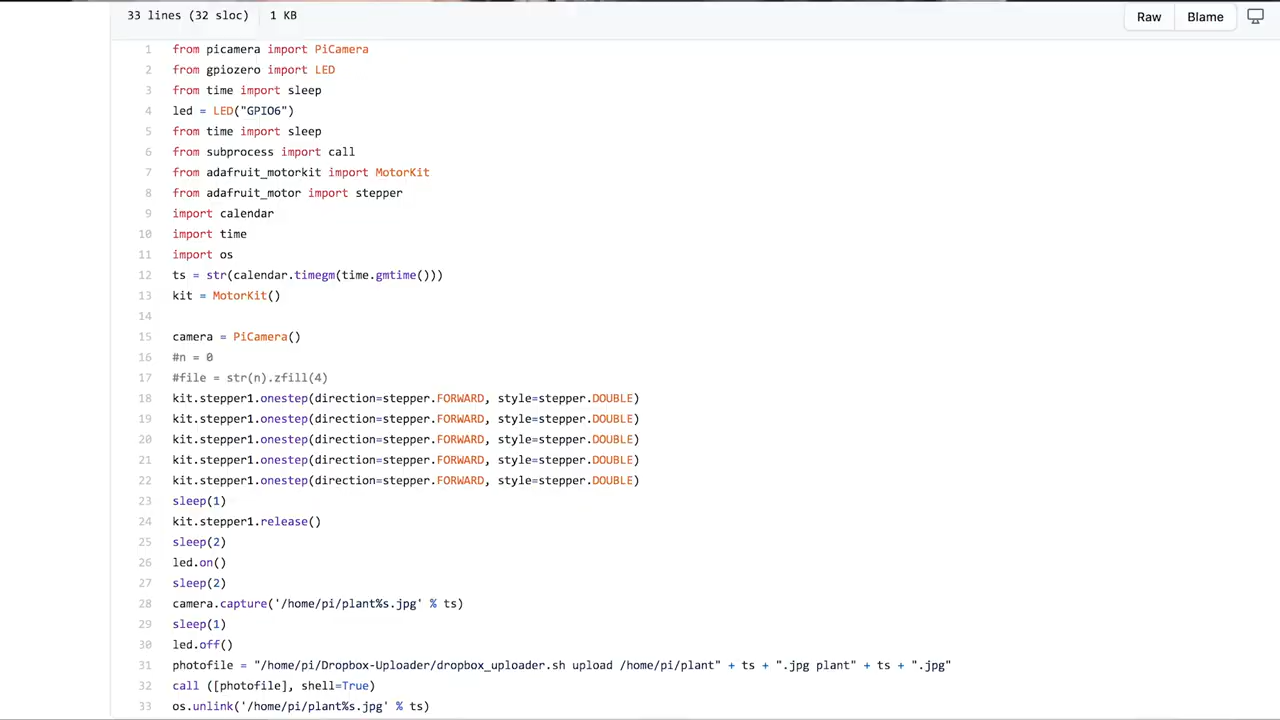 33 lines (32 sloc) 1 KB Raw Blame
1 from picamera import PiCamera
2 from gpiozero import LED
3 from time import sleep
4 led = LED("GPIO6")
5 from time import sleep
6 from subprocess import call
7 from adafruit_motorkit import MotorKit
8 from adafruit_motor import stepper
9 import calendar
10 import time
11 import os
12 ts = str(calendar.timegm(time.gmtime()))
13 kit = MotorKit()
14
15 camera = PiCamera()
16 #n = 0
17 #file = str(n).zfill(4)
18 kit.stepper1.onestep(direction=stepper.FORWARD, style=stepper.DOUBLE)
19 kit.stepper1.onestep(direction=stepper.FORWARD, style=stepper.DOUBLE)
20 kit.stepper1.onestep(direction=stepper.FORWARD, style=stepper.DOUBLE)
21 kit.stepper1.onestep(direction=stepper.FORWARD, style=stepper.DOUBLE)
22 kit.stepper1.onestep(direction=stepper.FORWARD, style=stepper.DOUBLE)
23 sleep(1)
24 kit.stepper1.release()
25 sleep(2)
26 led.on()
27 sleep(2)
28 camera.capture('/home/pi/plant%s.jpg' % ts)
29 sleep(1)
30 led.off()
31 photofile = "/home/pi/Dropbox-Uploader/dropbox_uploader.sh upload /home/pi/plant" + ts + ".jpg plant" + ts + ".jpg"
32 call ([photofile], shell=True)
33 os.unlink('/home/pi/plant%s.jpg' % ts)